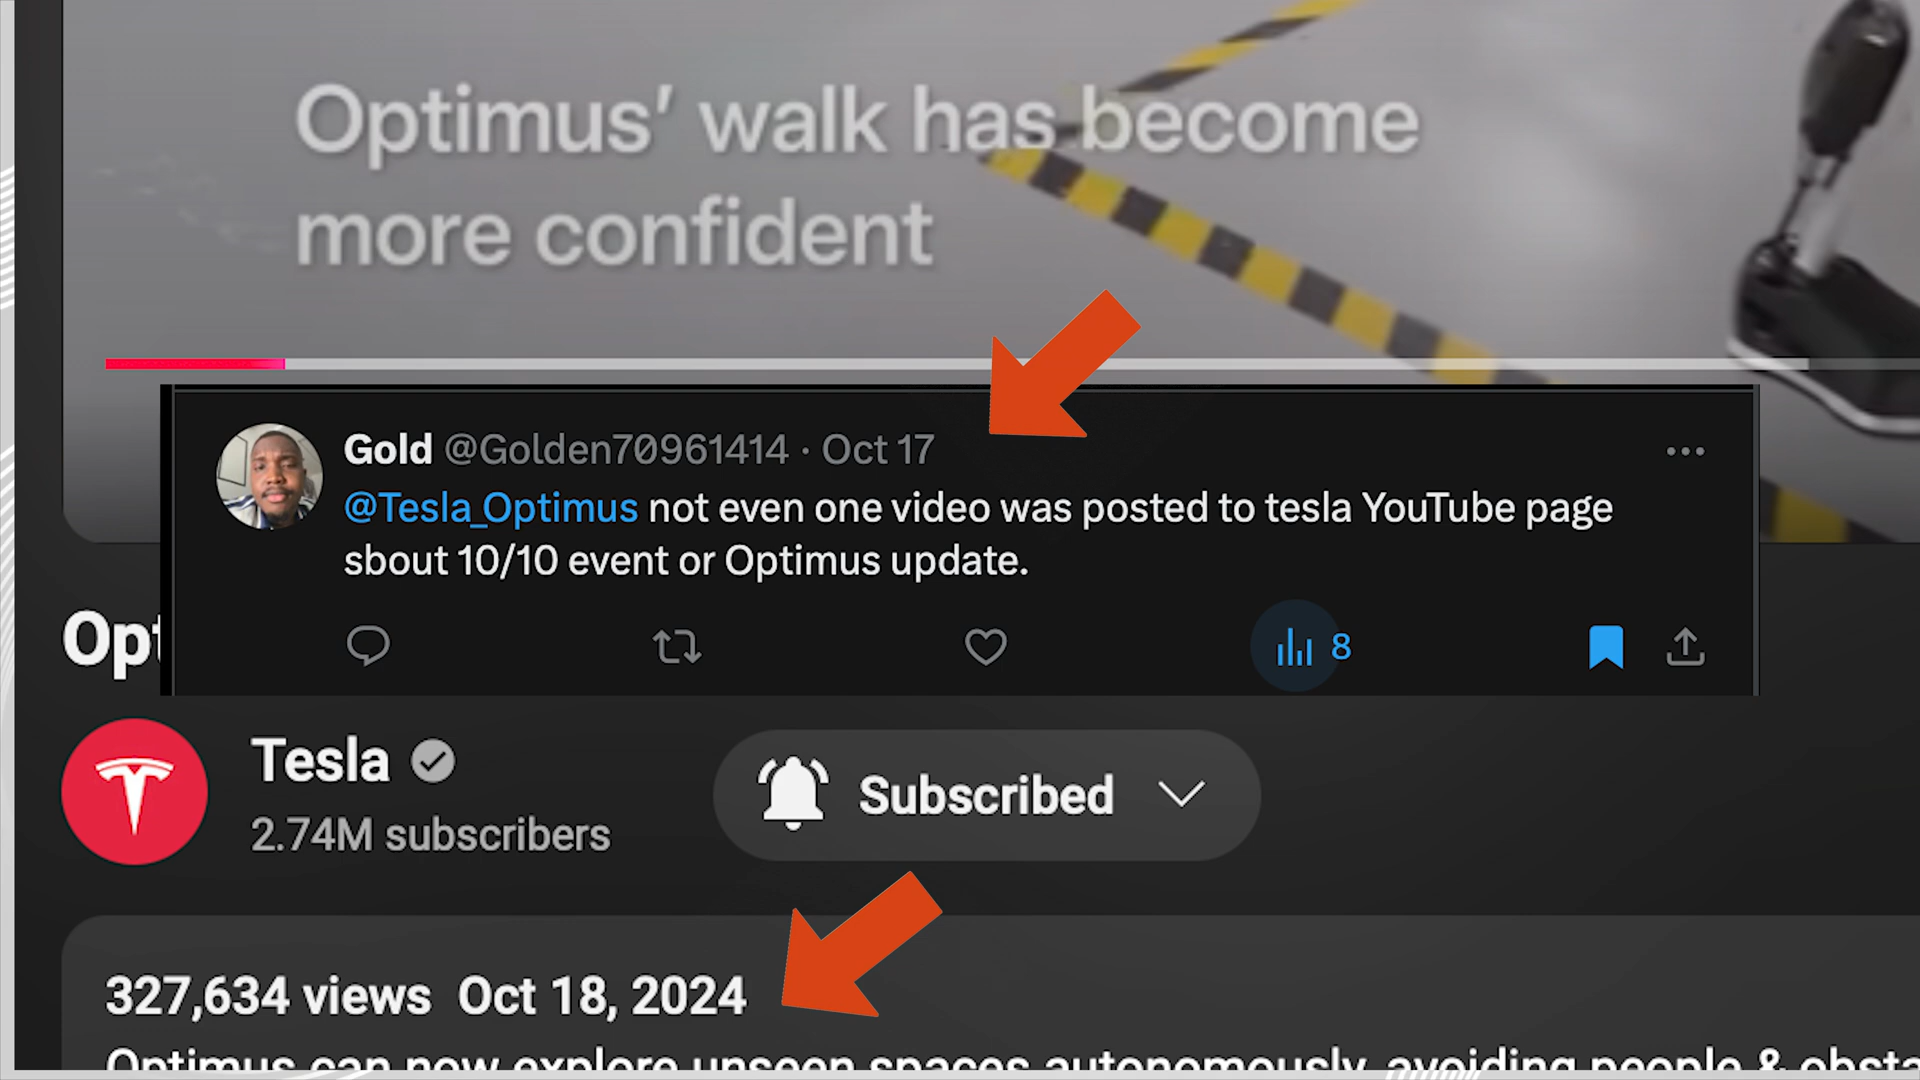 Optimus' walk has become
more confident
Gold @Golden70961414 · Oct 17
@Tesla_Optimus not even one video was posted to tesla YouTube page
sbout 10/10 event or Optimus update.
8
Opt
Tesla
2.74M subscribers
Subscribed
327,634 views Oct 18, 2024
Optimus can now explore unseen spaces autonomously, avoiding people & obsta